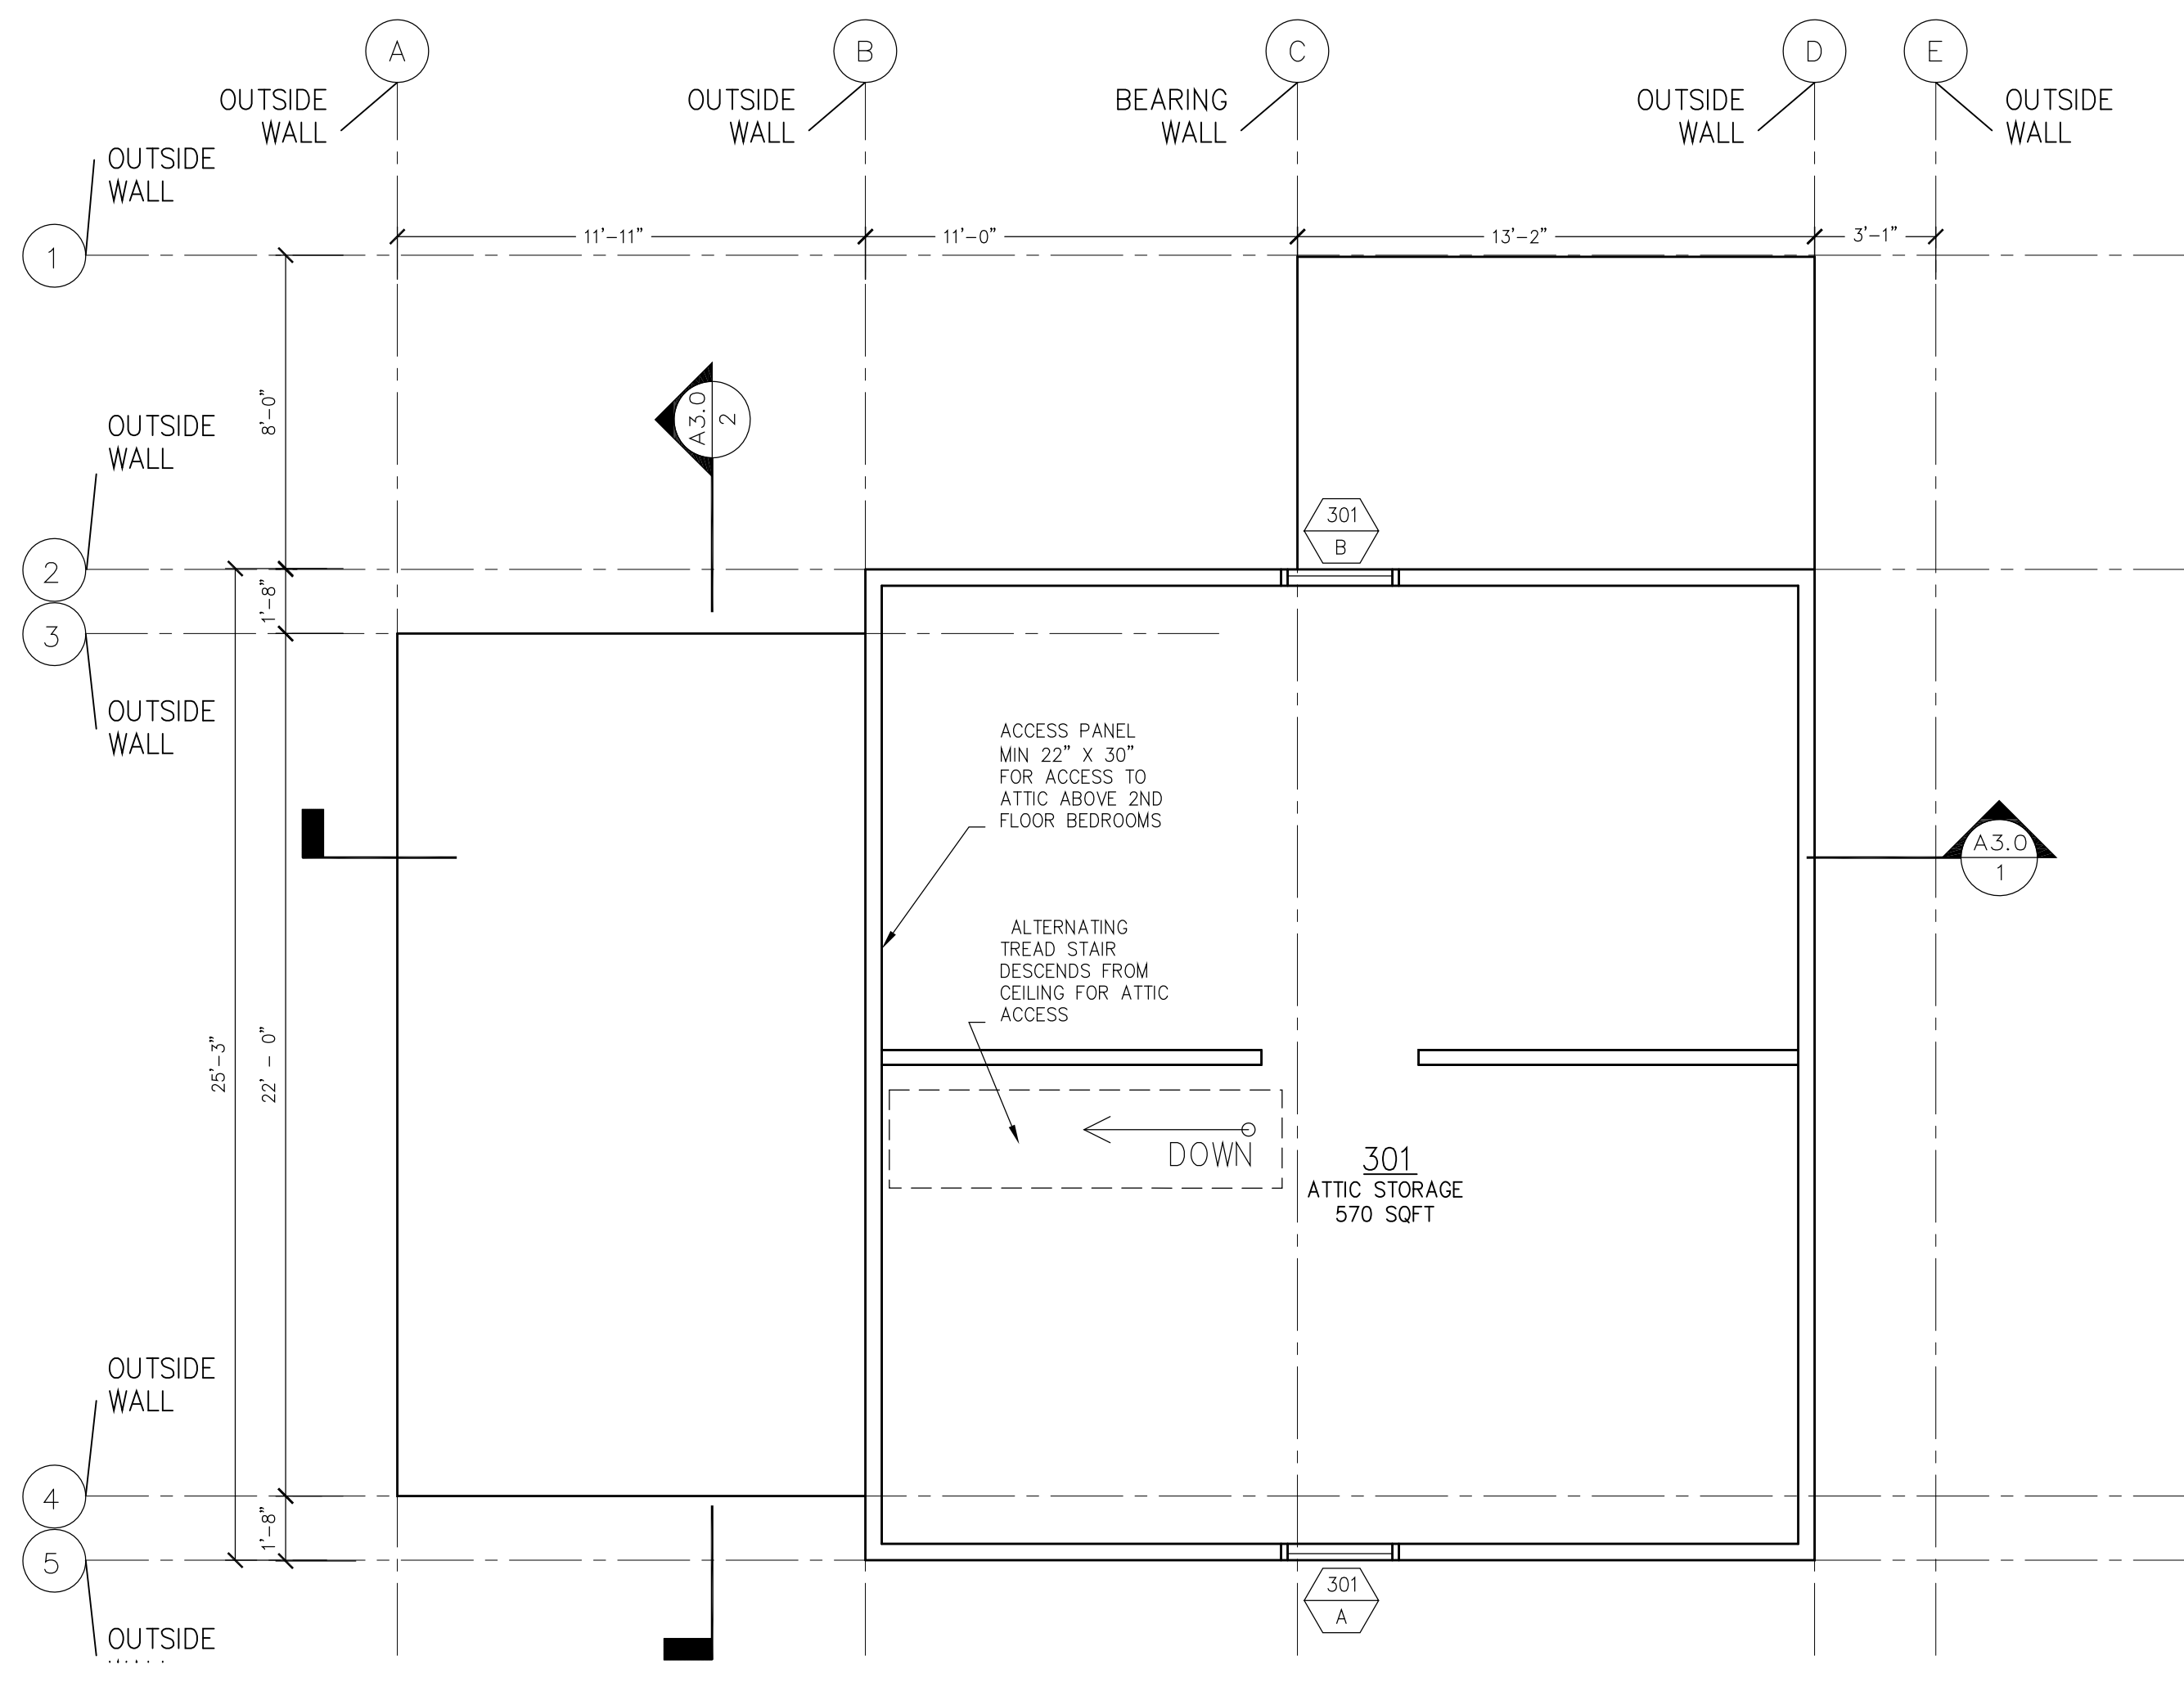 A
B
C
D
E
OUTSIDE
WALL
OUTSIDE
WALL
BEARING
WALL
OUTSIDE
WALL
OUTSIDE
WALL
OUTSIDE
WALL
1
11'-11"
11'-0"
13'-2"
3'-1"
8'-0"
A3.0
2
OUTSIDE
WALL
301
B
2
1'-8"
3
OUTSIDE
WALL
ACCESS PANEL
MIN 22" X 30"
FOR ACCESS TO
ATTIC ABOVE 2ND
FLOOR BEDROOMS
A3.0
1
ALTERNATING
TREAD STAIR
DESCENDS FROM
CEILING FOR ATTIC
ACCESS
25'-3"
22' - 0"
DOWN
301
ATTIC STORAGE
570 SQFT
OUTSIDE
WALL
4
1'-8"
5
301
A
OUTSIDE